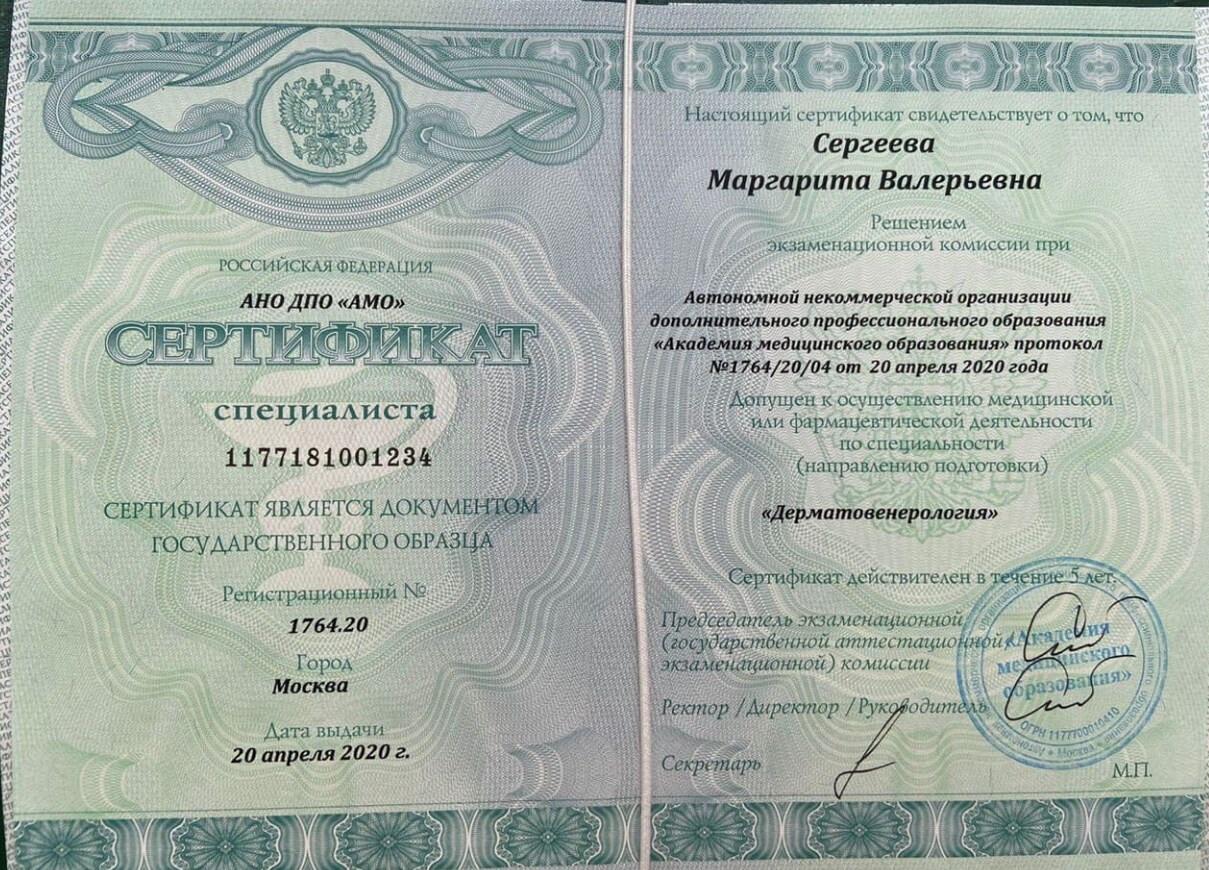 РОССИЙСКАЯ ФЕДЕРАЦИЯ
АНО ДПО «АМО»
СЕРТИФИКАТ
специалиста
1177181001234
СЕРТИФИКАТ ЯВЛЯЕТСЯ ДОКУМЕНТОМ
ГОСУДАРСТВЕННОГО ОБРАЗЦА
Регистрационный №
1764.20
Город
Москва
Дата выдачи
20 апреля 2020 г.
Настоящий сертификат свидетельствует о том, что
Сергеева
Маргарита Валерьевна
Решением
экзаменационной комиссии при
Автономной некоммерческой организации
дополнительного профессионального образования
«Академия медицинского образования» протокол
№1764/20/04 от 20 апреля 2020 года
Допущен к осуществлению медицинской
или фармацевтической деятельности
по специальности
(направлению подготовки)
«Дерматовенерология»
Сертификат действителен в течение 5 лет.
Председатель экзаменационной
(государственной аттестационной,
экзаменационной) комиссии
Ректор /Директор /Руководитель
Секретарь
М.П.
«Академия
медицинского
образования»
ОГРН 1177700010410
Москва